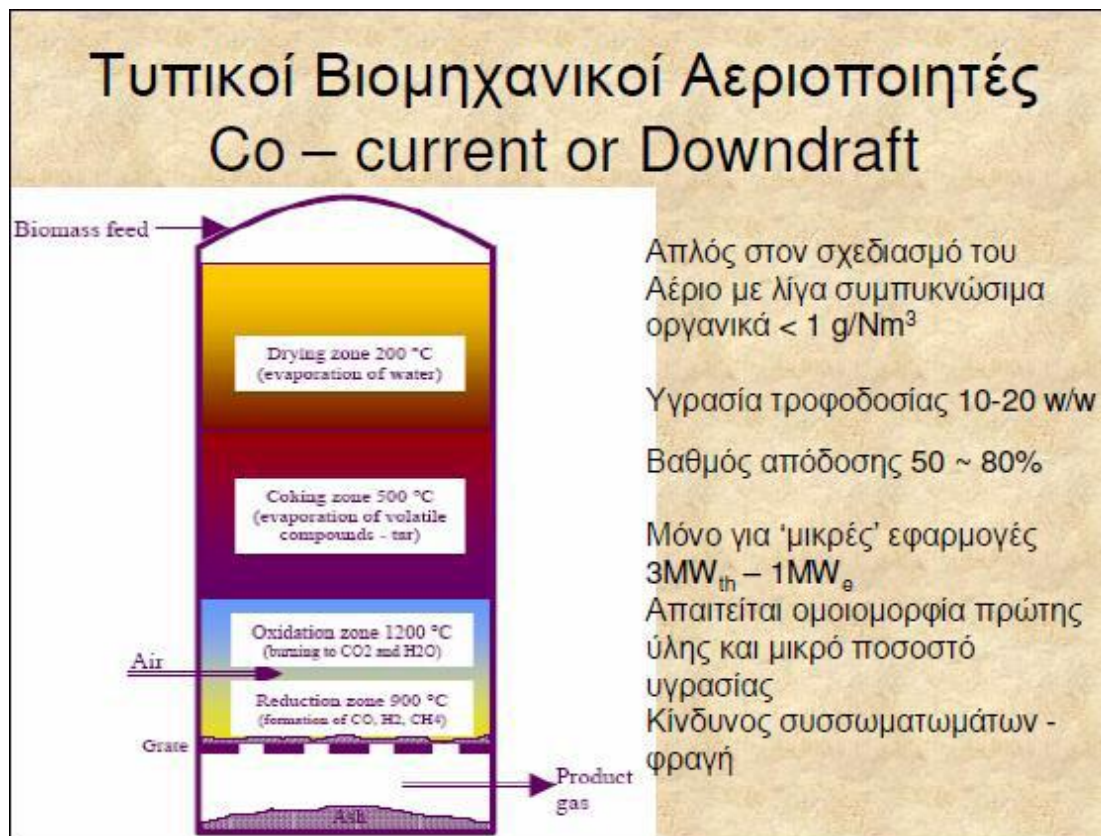 Τυπικοί Βιομηχανικοί Αεριοποιητές
Co – current or Downdraft
Biomass feed
Drying zone 200 °C
(evaporation of water)
Coking zone 500 °C
(evaporation of volatile
compounds - tar)
Oxidation zone 1200 °C
(burning to CO2 and H2O)
Air
Reduction zone 900 °C
(formation of CO, H2, CH4)
Grate
Product
gas
Ash
Απλός στον σχεδιασμό του
Αέριο με λίγα συμπυκνώσιμα
οργανικά < 1 g/Nm³
Υγρασία τροφοδοσίας 10-20 w/w
Βαθμός απόδοσης 50 ~ 80%
Μόνο για ‘μικρές’ εφαρμογές
3MWth – 1MWe
Απαιτείται ομοιομορφία πρώτης
ύλης και μικρό ποσοστό
υγρασίας
Κίνδυνος συσσωματωμάτων -
φραγή